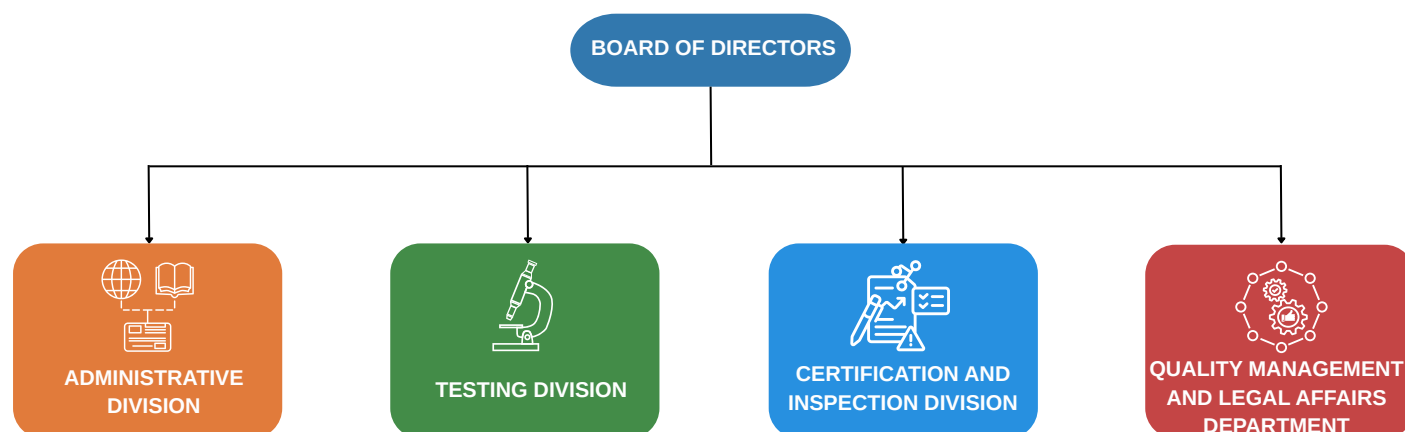 BOARD OF DIRECTORS
ADMINISTRATIVE
DIVISION
TESTING DIVISION
CERTIFICATION AND
INSPECTION DIVISION
QUALITY MANAGEMENT
AND LEGAL AFFAIRS
DEPARTMENT